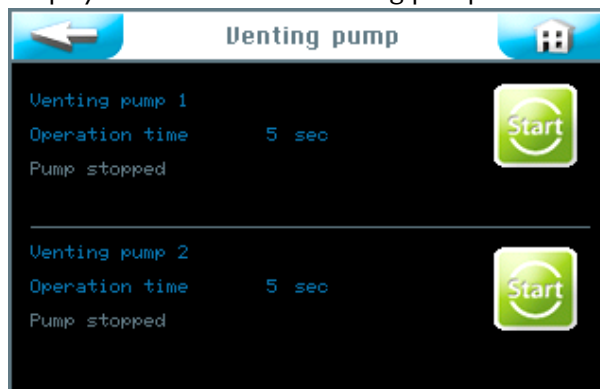 Venting pump
Venting pump 1
Operation time 5 sec
Start
Pump stopped
Venting pump 2
Operation time 5 sec
Start
Pump stopped